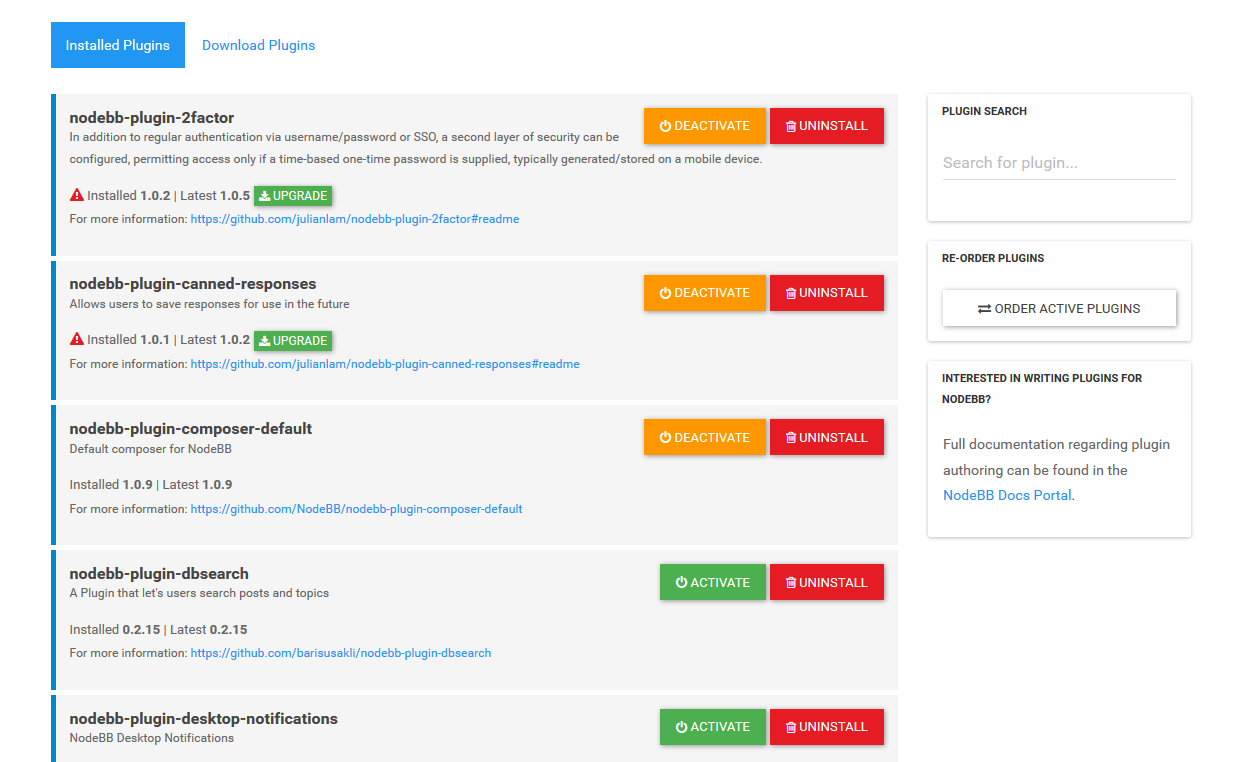 Installed Plugins
Download Plugins
nodebb-plugin-2factor
In addition to regular authentication via username/password or SSO, a second layer of security can be
configured, permitting access only if a time-based one-time password is supplied, typically generated/stored on a mobile device.
DEACTIVATE
UNINSTALL
Installed 1.0.2 | Latest 1.0.5 UPGRADE
For more information: https://github.com/julianlam/nodebb-plugin-2factor#readme
nodebb-plugin-canned-responses
Allows users to save responses for use in the future
DEACTIVATE
UNINSTALL
Installed 1.0.1 | Latest 1.0.2 UPGRADE
For more information: https://github.com/julianlam/nodebb-plugin-canned-responses#readme
nodebb-plugin-composer-default
Default composer for NodeBB
DEACTIVATE
UNINSTALL
Installed 1.0.9 | Latest 1.0.9
For more information: https://github.com/NodeBB/nodebb-plugin-composer-default
nodebb-plugin-dbsearch
A Plugin that let's users search posts and topics
ACTIVATE
UNINSTALL
Installed 0.2.15 | Latest 0.2.15
For more information: https://github.com/barisusakli/nodebb-plugin-dbsearch
nodebb-plugin-desktop-notifications
NodeBB Desktop Notifications
ACTIVATE
UNINSTALL
PLUGIN SEARCH
Search for plugin...
RE-ORDER PLUGINS
ORDER ACTIVE PLUGINS
INTERESTED IN WRITING PLUGINS FOR
NODEBB?
Full documentation regarding plugin
authoring can be found in the
NodeBB Docs Portal.